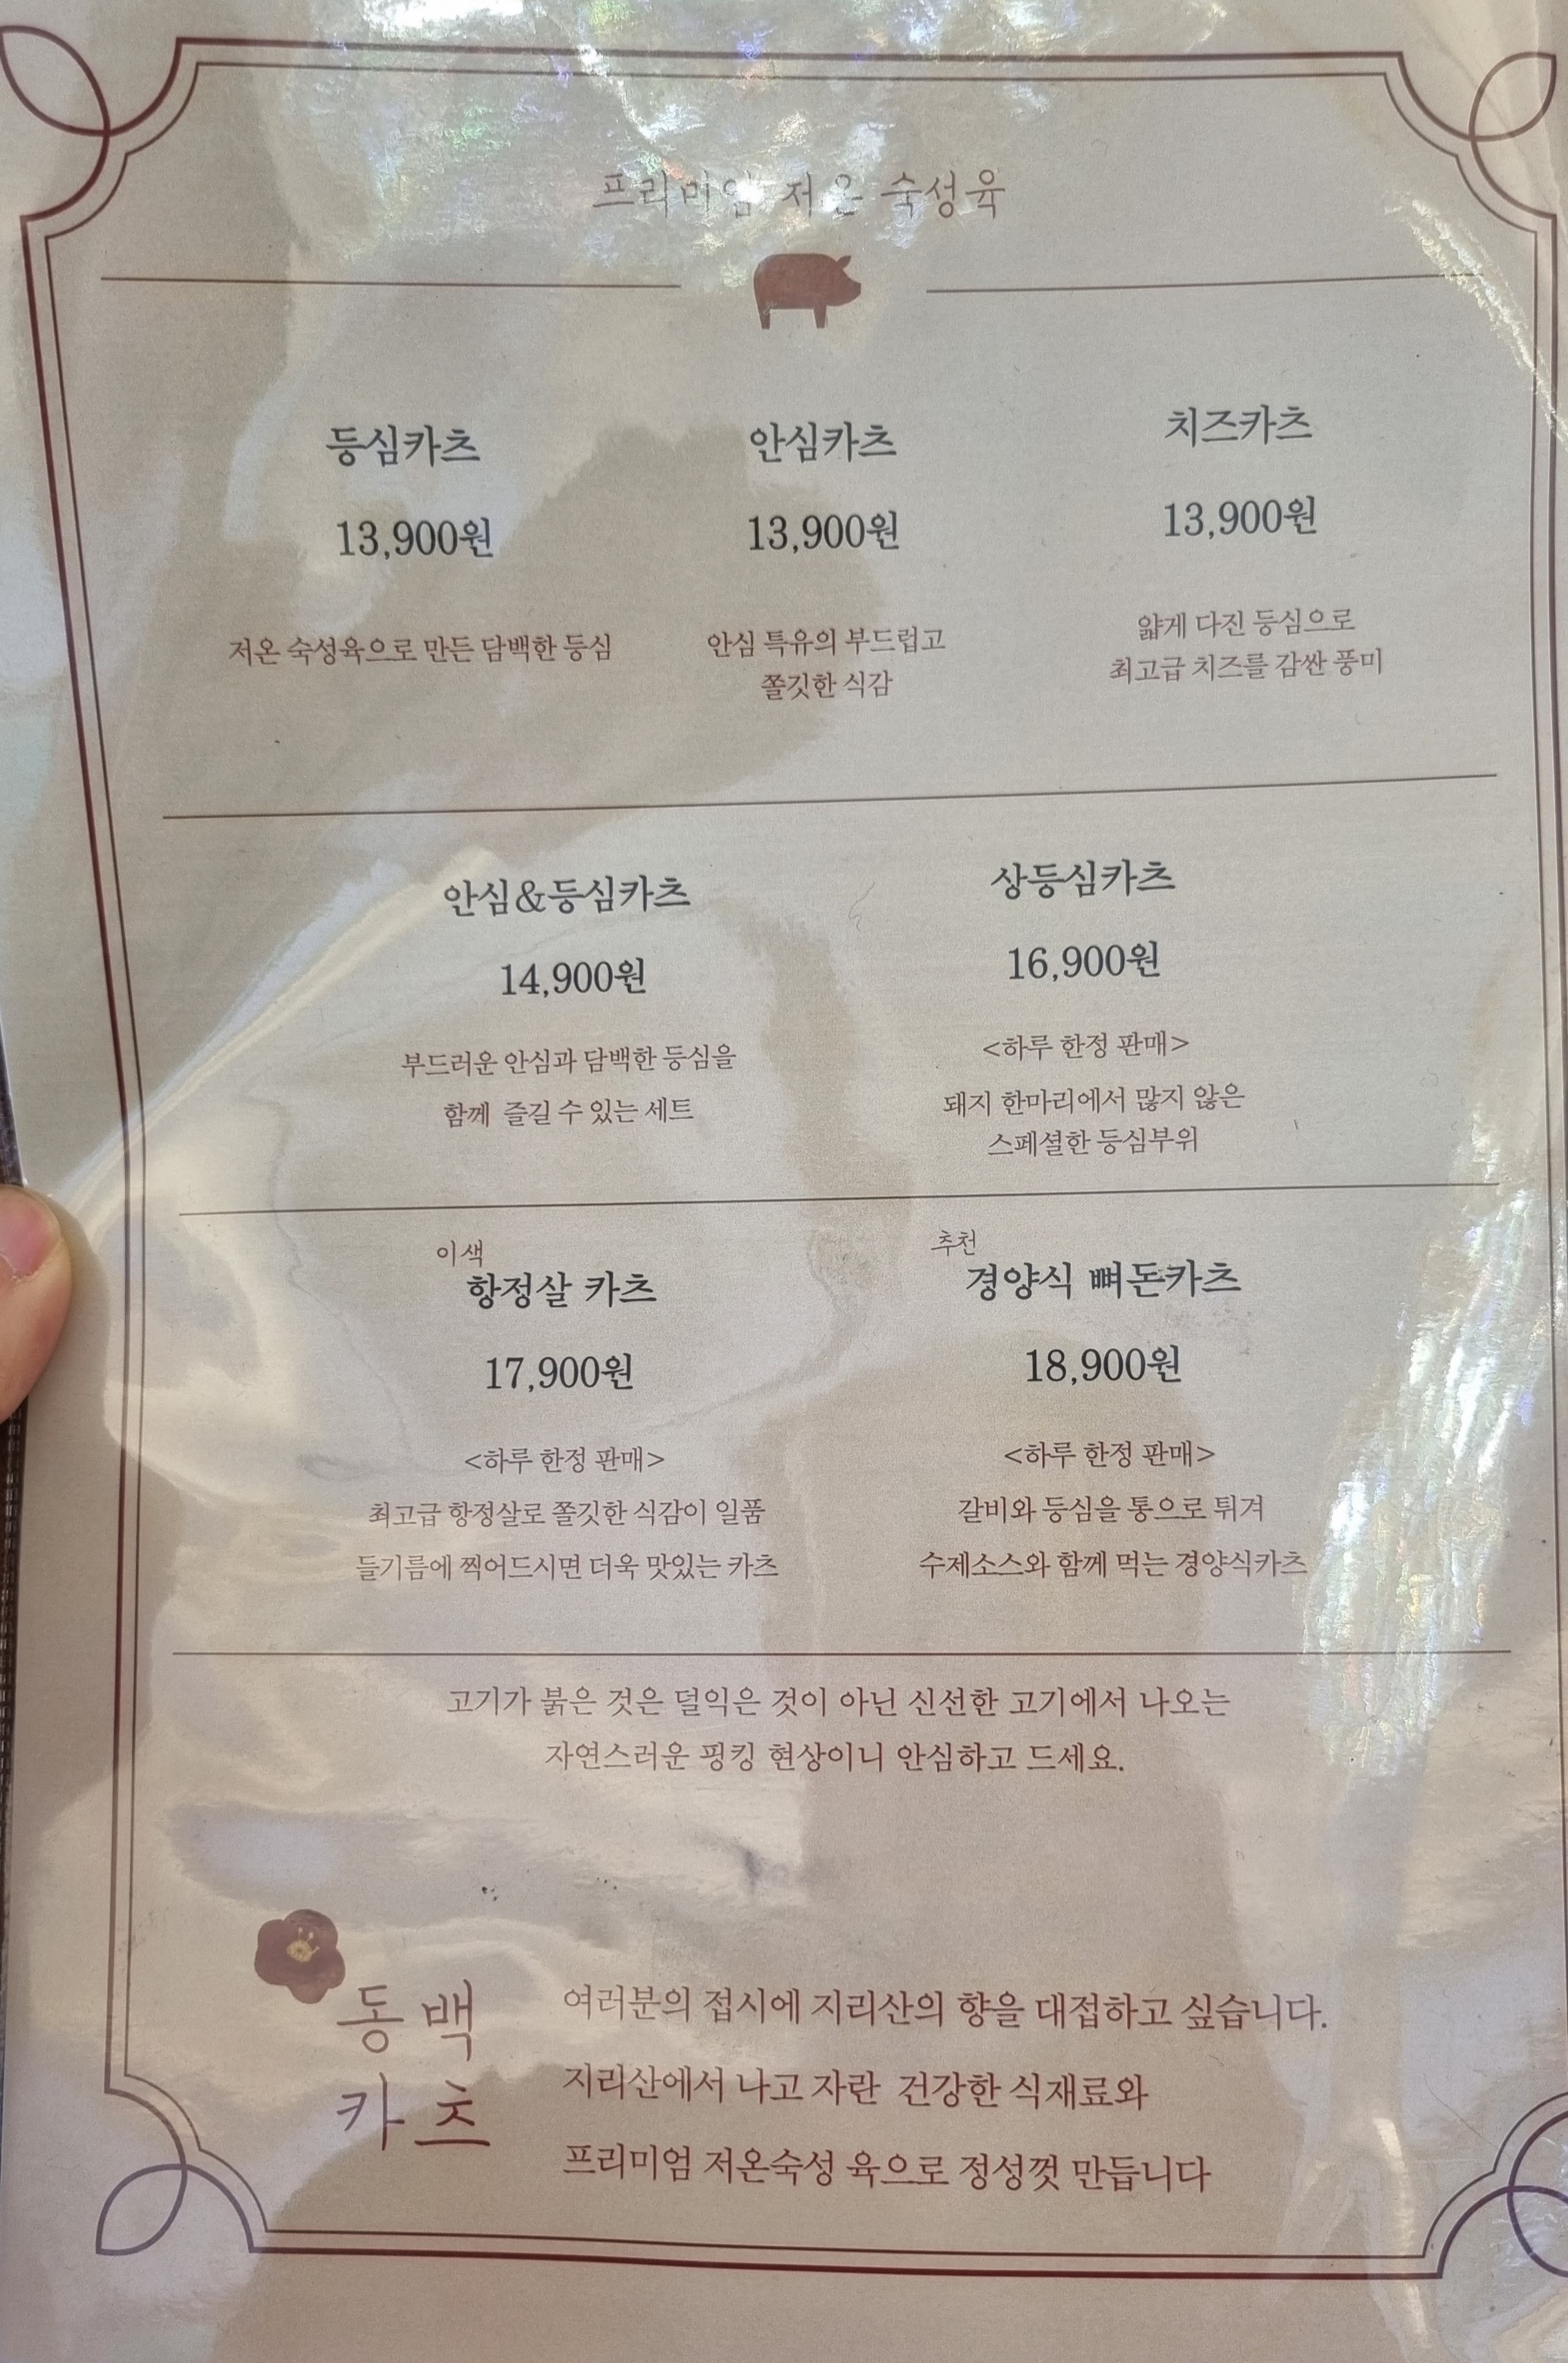 프리미엄 저온 숙성육
등심카츠
13,900원
저온 숙성육으로 만든 담백한 등심
안심카츠
13,900원
안심 특유의 부드럽고
쫄깃한 식감
치즈카츠
13,900원
얇게 다진 등심으로
최고급 치즈를 감싼 풍미
안심&등심카츠
14,900원
부드러운 안심과 담백한 등심을
함께 즐길 수 있는 세트
상등심카츠
16,900원
<하루 한정 판매>
돼지 한마리에서 많지 않은
스페셜한 등심부위
이색
항정살 카츠
17,900원
<하루 한정 판매>
최고급 항정살로 쫄깃한 식감이 일품
들기름에 찍어드시면 더욱 맛있는 카츠
추천
경양식 뼈돈카츠
18,900원
<하루 한정 판매>
갈비와 등심을 통으로 튀겨
수제소스와 함께 먹는 경양식카츠
고기가 붉은 것은 덜익은 것이 아닌 신선한 고기에서 나오는
자연스러운 핑킹 현상이니 안심하고 드세요.
동백
카츠
여러분의 접시에 지리산의 향을 대접하고 싶습니다.
지리산에서 나고 자란 건강한 식재료와
프리미엄 저온숙성 육으로 정성껏 만듭니다